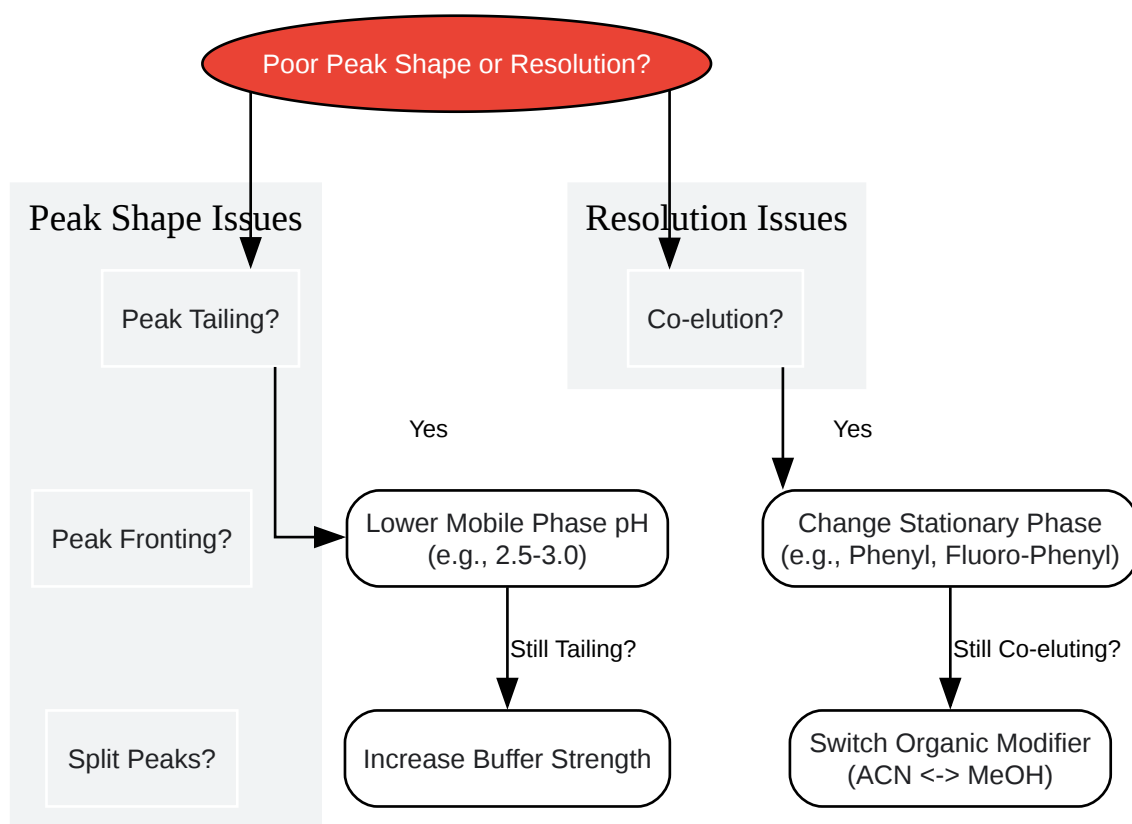 Poor Peak Shape or Resolution?
Peak Shape Issues
Resolution Issues
Peak Tailing?
Co-elution?
Yes
Yes
Peak Fronting?
Lower Mobile Phase pH
(e.g., 2.5-3.0)
Change Stationary Phase
(e.g., Phenyl, Fluoro-Phenyl)
Still Tailing?
Still Co-eluting?
Split Peaks?
Increase Buffer Strength
Switch Organic Modifier
(ACN <-> MeOH)